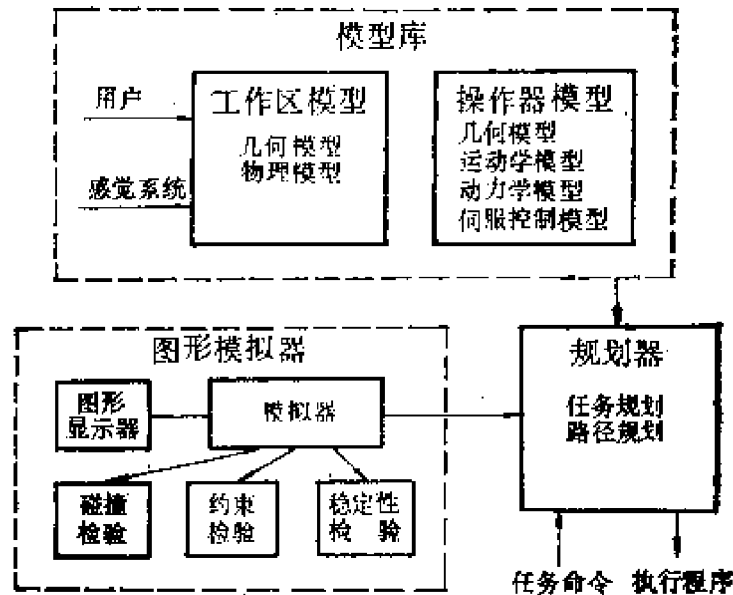 模型库
用户
感觉系统
工作区模型
几何模型
物理模型
操作器模型
几何模型
运动学模型
动力学模型
伺服控制模型
图形模拟器
图形
显示器
模拟器
碰撞
检验
约束
检验
稳定性
检 验
规划器
任务规划
路径规划
任务命令 执行程序